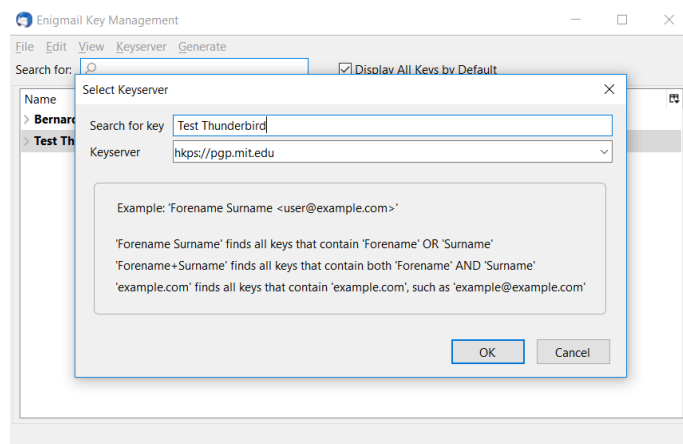 Enigmail Key Management
File Edit View Keyserver Generate
Search for:
Display All Keys by Default
Name
Select Keyserver
Search for key Test Thunderbird
Keyserver hkps://pgp.mit.edu
Example: 'Forename Surname <user@example.com>'
'Forename Surname' finds all keys that contain 'Forename' OR 'Surname'
'Forename+Surname' finds all keys that contain both 'Forename' AND 'Surname'
'example.com' finds all keys that contain 'example.com', such as 'example@example.com'
OK Cancel
Bernar
Test Th